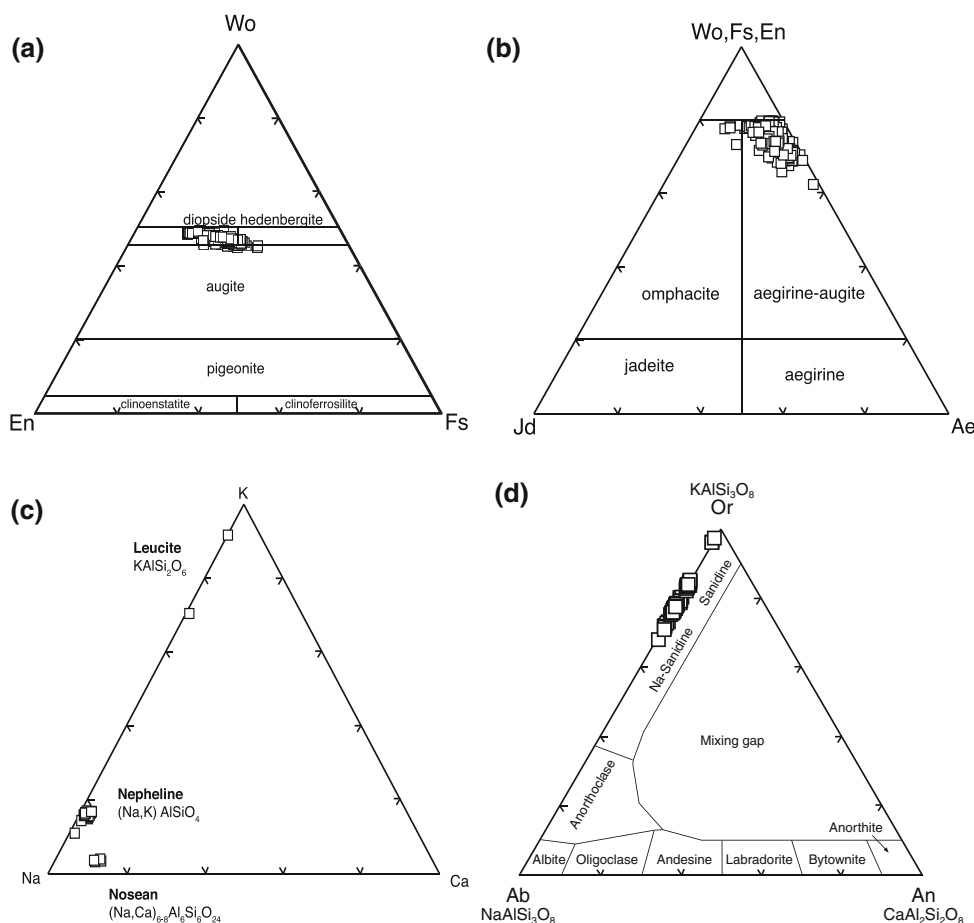 (a)
Wo
diopside hedenbergite
augite
pigeonite
clinoenstatite
clinoferrosilite
En
Fs
(b)
Wo,Fs,En
omphacite
aegirine-augite
jadeite
aegirine
Jd
Ae
(c)
K
Leucite
KAlSi2O6
Nepheline
(Na,K) AlSiO4
Na
Ca
Nosean
(Na,Ca)6-8Al6Si6O24
(d)
KAlSi3O8
Or
Sanidine
Na-Sanidine
Mixing gap
Anorthoclase
Anorthite
Albite
Oligoclase
Andesine
Labradorite
Bytownite
Ab
An
NaAlSi3O8
CaAl2Si2O8